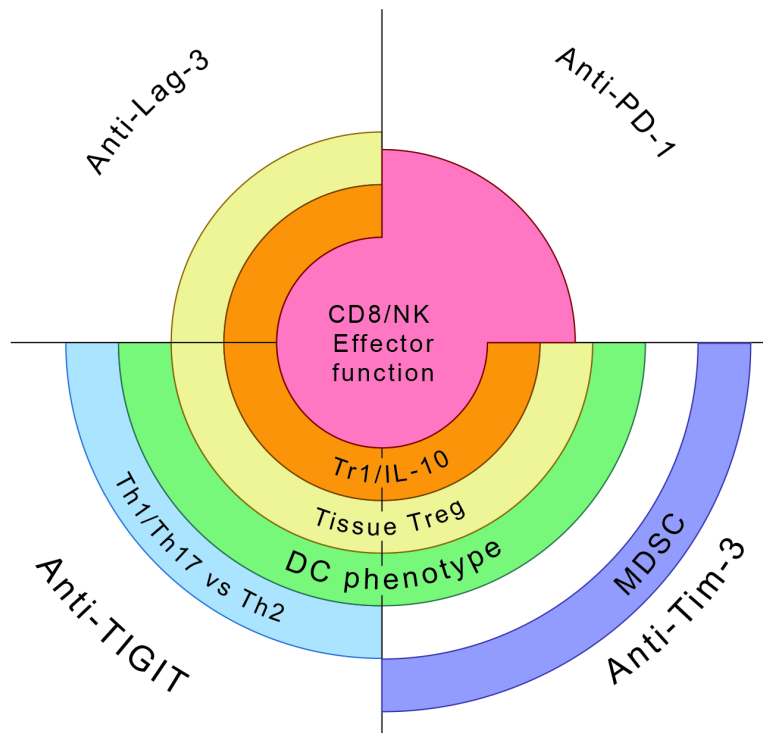 Anti-Lag-3
Anti-PD-1
CD8/NK
Effector
function
Tr1/IL-10
Tissue Treg
DC phenotype
Th1/Th17 vs Th2
MDSC
Anti-TIGIT
Anti-Tim-3